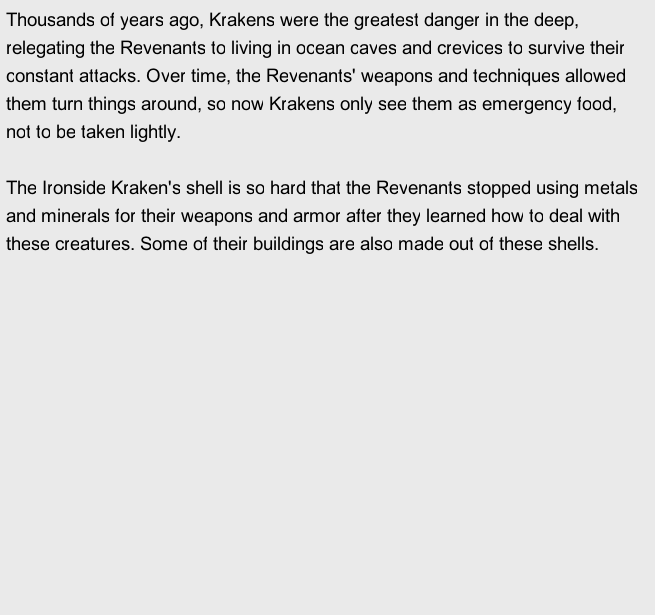 Thousands of years ago, Krakens were the greatest danger in the deep,
relegating the Revenants to living in ocean caves and crevices to survive their
constant attacks. Over time, the Revenants' weapons and techniques allowed
them turn things around, so now Krakens only see them as emergency food,
not to be taken lightly.

The Ironside Kraken's shell is so hard that the Revenants stopped using metals
and minerals for their weapons and armor after they learned how to deal with
these creatures. Some of their buildings are also made out of these shells.